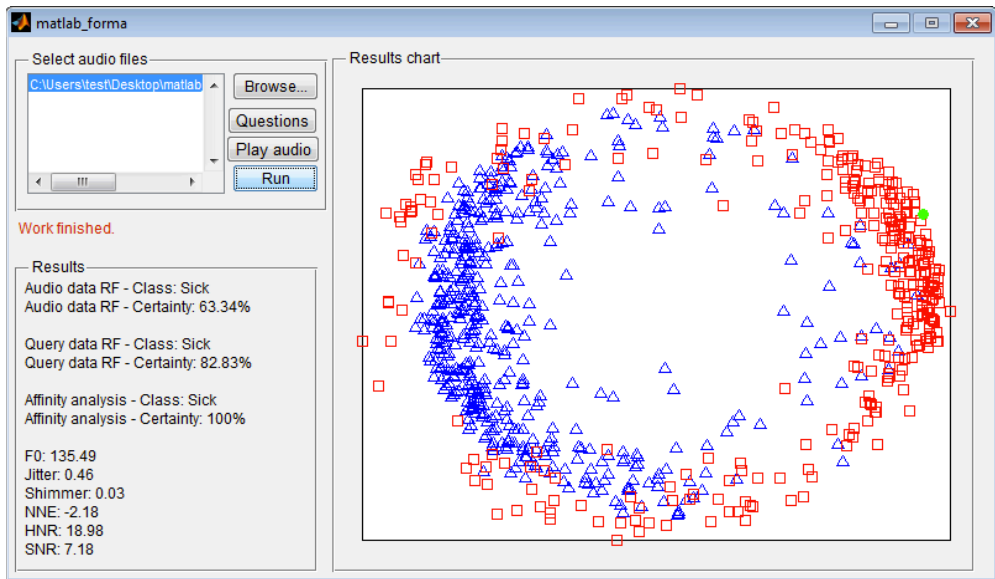 matlab_forma
Select audio files
C:\Users\test\Desktop\matlab
Browse...
Questions
Play audio
Run
Work finished.
Results
Audio data RF - Class: Sick
Audio data RF - Certainty: 63.34%
Query data RF - Class: Sick
Query data RF - Certainty: 82.83%
Affinity analysis - Class: Sick
Affinity analysis - Certainty: 100%
F0: 135.49
Jitter: 0.46
Shimmer: 0.03
NNE: -2.18
HNR: 18.98
SNR: 7.18
Results chart